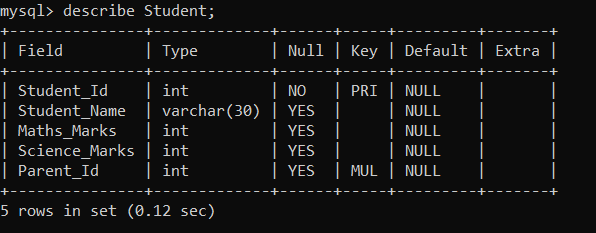 mysql> describe Student;
+---------------+-------------+------+-----+---------+-------+
| Field         | Type        | Null | Key | Default | Extra |
+---------------+-------------+------+-----+---------+-------+
| Student_Id    | int         | NO   | PRI | NULL    |       |
| Student_Name  | varchar(30) | YES  |     | NULL    |       |
| Maths_Marks   | int         | YES  |     | NULL    |       |
| Science_Marks | int         | YES  |     | NULL    |       |
| Parent_Id     | int         | YES  | MUL | NULL    |       |
+---------------+-------------+------+-----+---------+-------+
5 rows in set (0.12 sec)